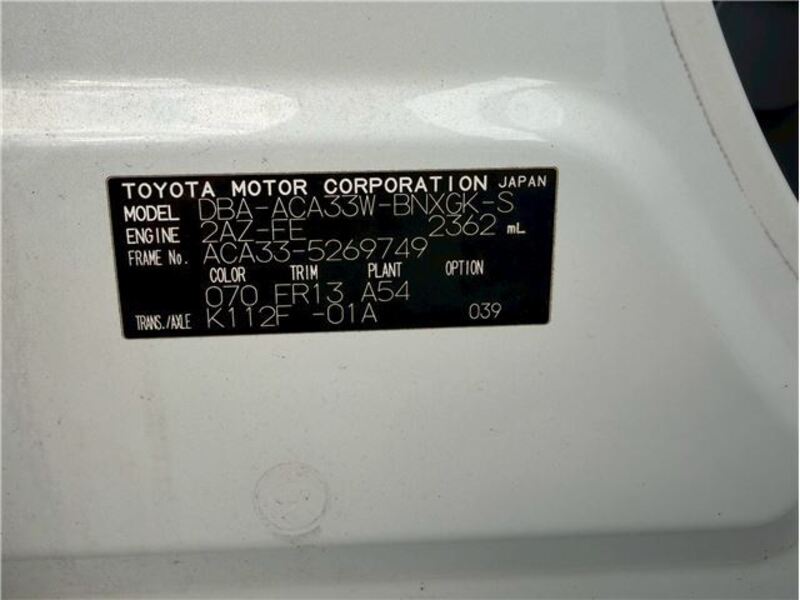 TOYOTA MOTOR CORPORATION JAPAN
MODEL DBA-ACA33W-BNXGK-S
ENGINE 2AZ-FE 2362 mL
FRAME No. ACA33-5269749
COLOR TRIM PLANT OPTION
070 FR13 A54
TRANS./AXLE K112F -01A 039